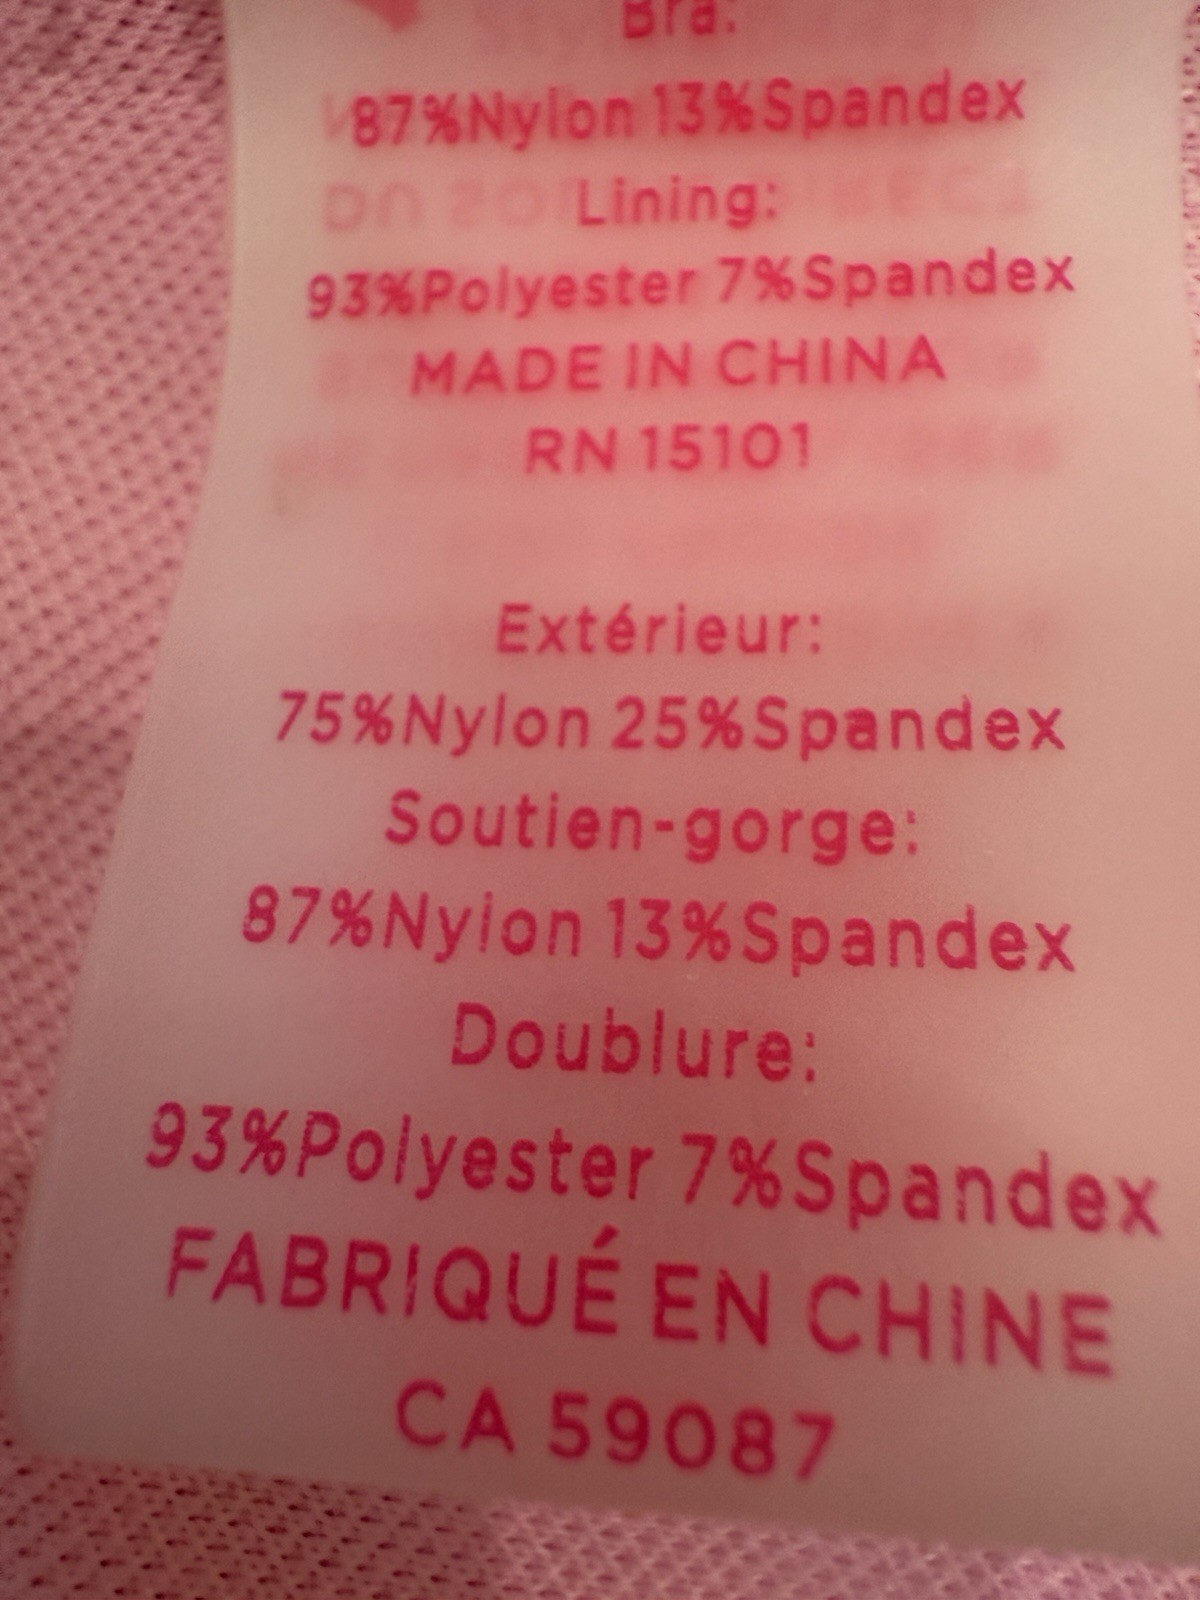 Bra:
87%Nylon 13%Spandex
Lining:
93%Polyester 7%Spandex
MADE IN CHINA
RN 15101
Extérieur:
75%Nylon 25%Spandex
Soutien-gorge:
87%Nylon 13%Spandex
Doublure:
93%Polyester 7%Spandex
FABRIQUÉ EN CHINE
CA 59087